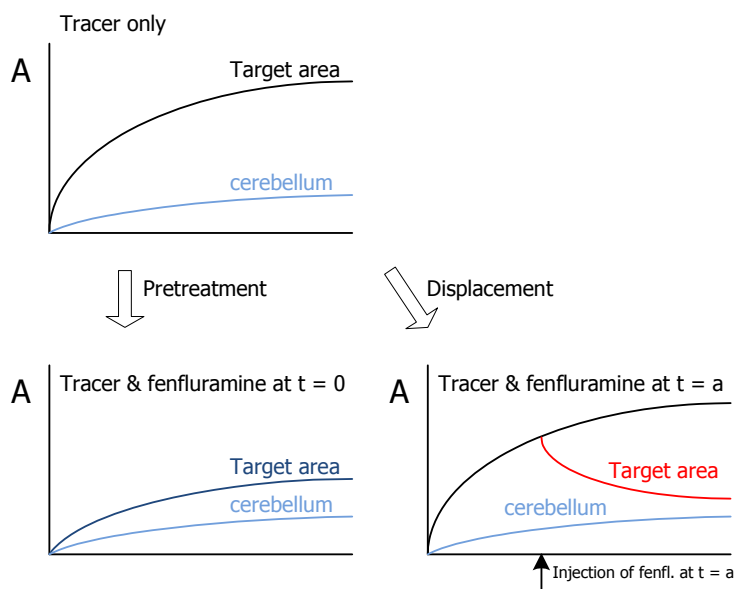 Tracer only
A
Target area
cerebellum
Pretreatment
Displacement
A
Tracer & fenfluramine at t = 0
Target area
cerebellum
A
Tracer & fenfluramine at t = a
Target area
cerebellum
Injection of fenfl. at t = a